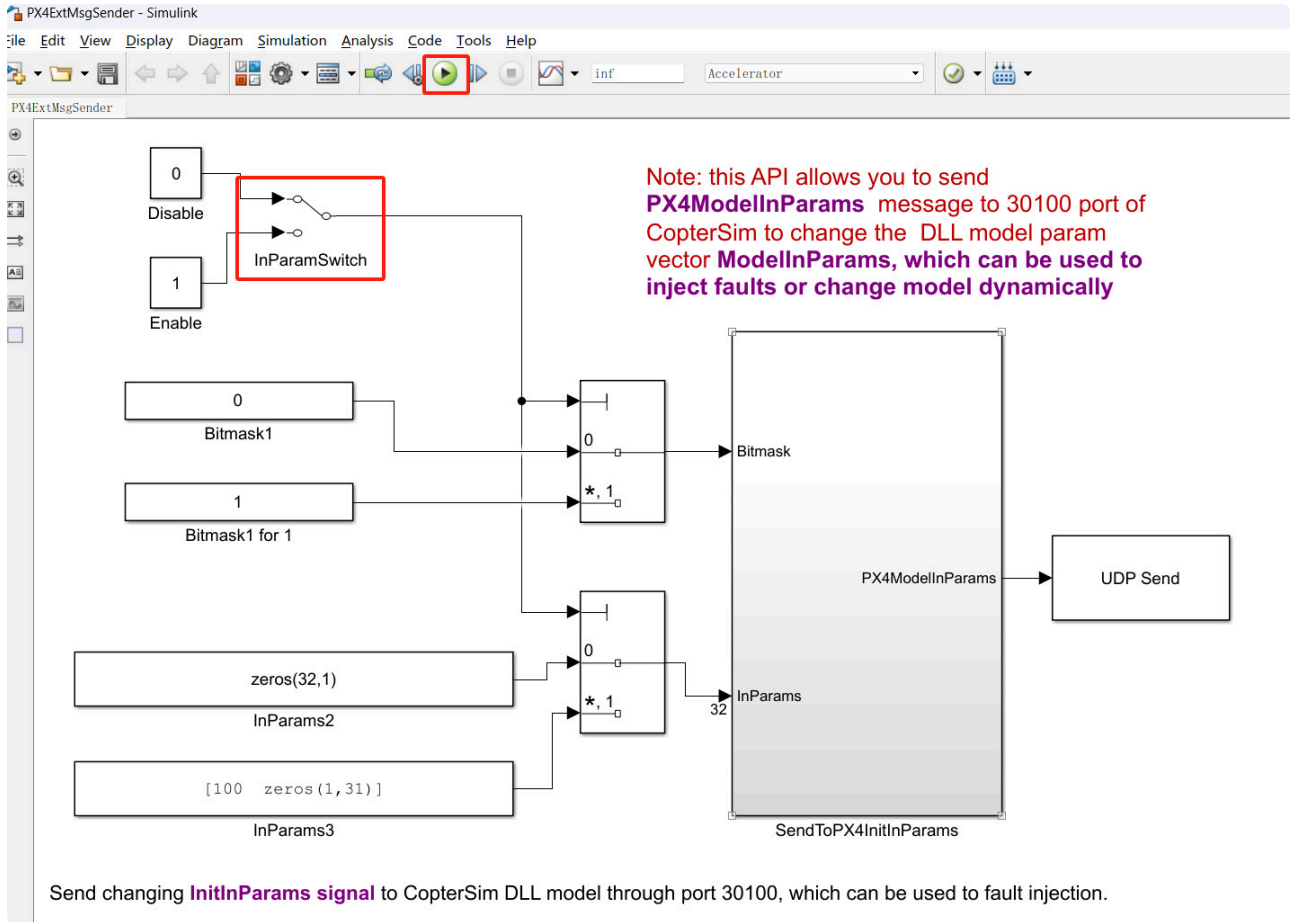 PX4ExtMsgSender - Simulink
File Edit View Display Diagram Simulation Analysis Code Tools Help
inf Accelerator
PX4ExtMsgSender
0
Disable
InParamSwitch
1
Enable
Note: this API allows you to send
PX4ModelInParams message to 30100 port of
CopterSim to change the DLL model param
vector ModelInParams, which can be used to
inject faults or change model dynamically
0
Bitmask1
1
Bitmask1 for 1
0
*, 1
Bitmask
PX4ModelInParams
UDP Send
zeros(32,1)
InParams2
0
*, 1
32
InParams
[100 zeros(1,31)]
InParams3
SendToPX4InitInParams
Send changing InitInParams signal to CopterSim DLL model through port 30100, which can be used to fault injection.